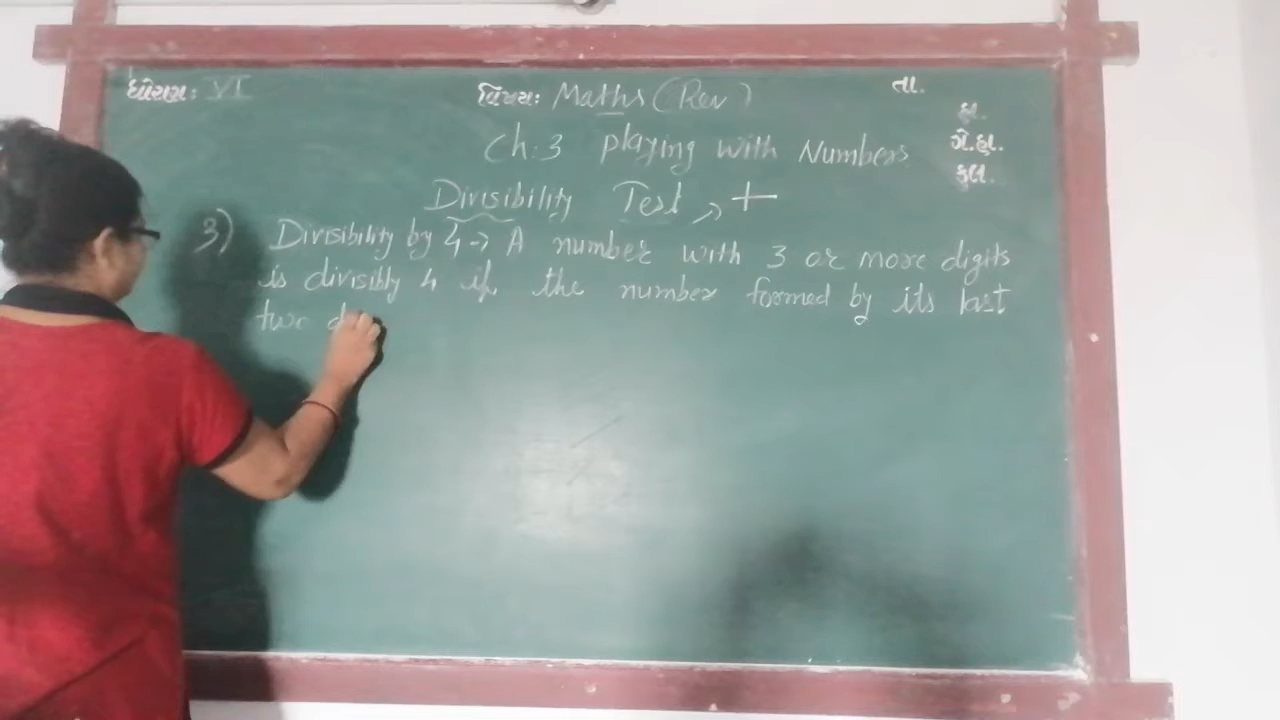 ધોરણ: VI
વિષય: Maths (Rev)
તા.
હા.
ગે.હા.
કુલ.
Ch.3 playing with Numbers
Divisibility Test →
3) Divisibility by 4 → A number with 3 or more digits
is divisibly 4 if the number formed by its last
two d